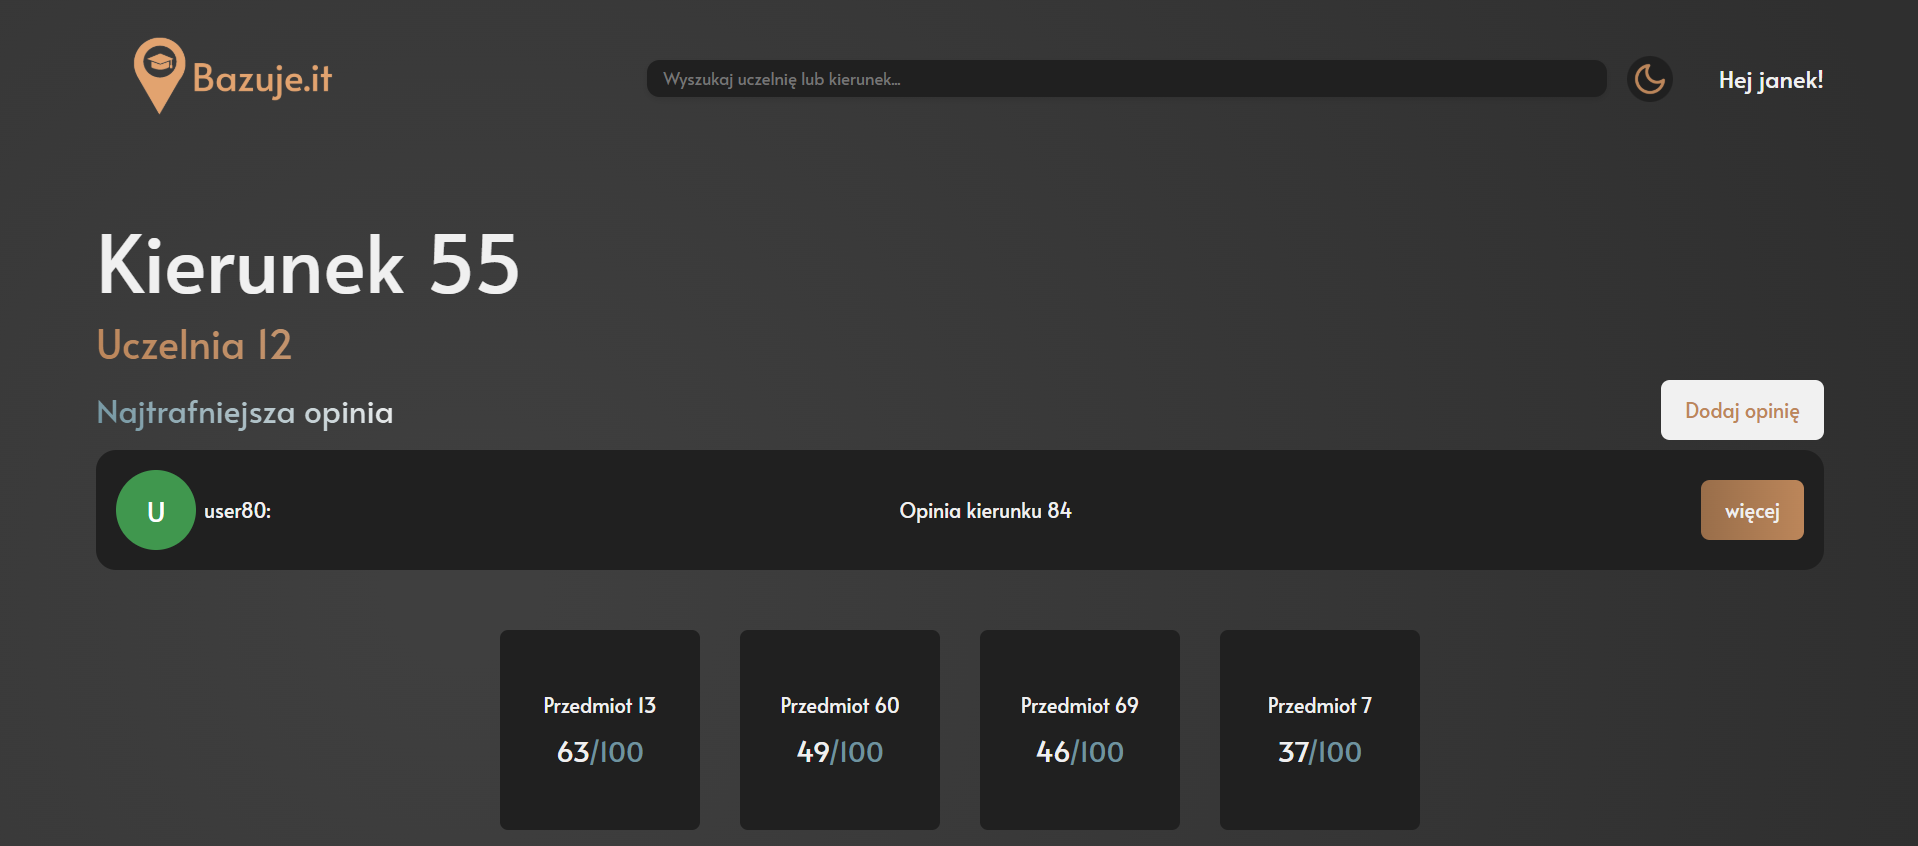 Bazuje.it
Wyszukaj uczelnię lub kierunek...
Hej janek!
Kierunek 55
Uczelnia 12
Najtrafniejsza opinia
Dodaj opinię
U
user80:
Opinia kierunku 84
więcej
Przedmiot 13
63/100
Przedmiot 60
49/100
Przedmiot 69
46/100
Przedmiot 7
37/100